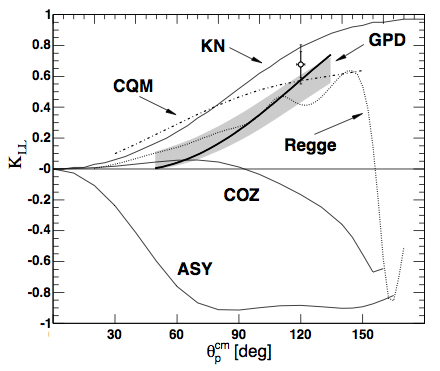 1
0.8
0.6
0.4
0.2
-0
-0.2
-0.4
-0.6
-0.8
-1
K_LL
KN
GPD
CQM
Regge
COZ
ASY
30 60 90 120 150
θ_p^cm [deg]